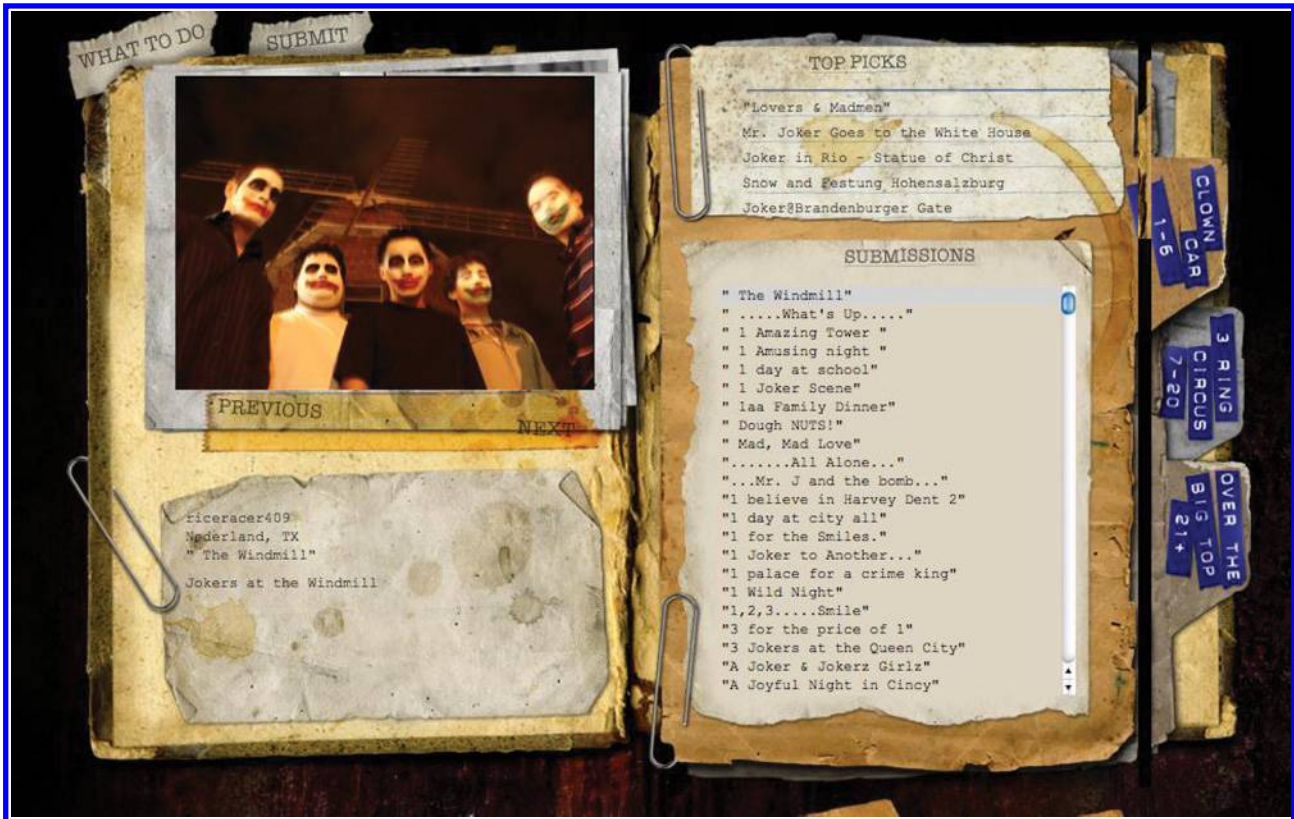 WHAT TO DO
SUBMIT
PREVIOUS
NEXT
riceracer409
Nederland, TX
" The Windmill"
Jokers at the Windmill
TOP PICKS
"Lovers & Madmen"
Mr. Joker Goes to the White House
Joker in Rio - Statue of Christ
Snow and Festung Hohensalzburg
Joker@Brandenburger Gate
SUBMISSIONS
" The Windmill"
" .....What's Up....."
" 1 Amazing Tower "
" 1 Amusing night "
" 1 day at school"
" 1 Joker Scene"
" 1aa Family Dinner"
" Dough NUTS!"
" Mad, Mad Love"
".......All Alone..."
"...Mr. J and the bomb..."
"1 believe in Harvey Dent 2"
"1 day at city all"
"1 for the Smiles."
"1 Joker to Another..."
"1 palace for a crime king"
"1 Wild Night"
"1,2,3.....Smile"
"3 for the price of 1"
"3 Jokers at the Queen City"
"A Joker & Jokerz Girlz"
"A Joyful Night in Cincy"
CLOWN
CAR
1-6
3 RING
CIRCUS
7-20
OVER THE
BIG TOP
21+